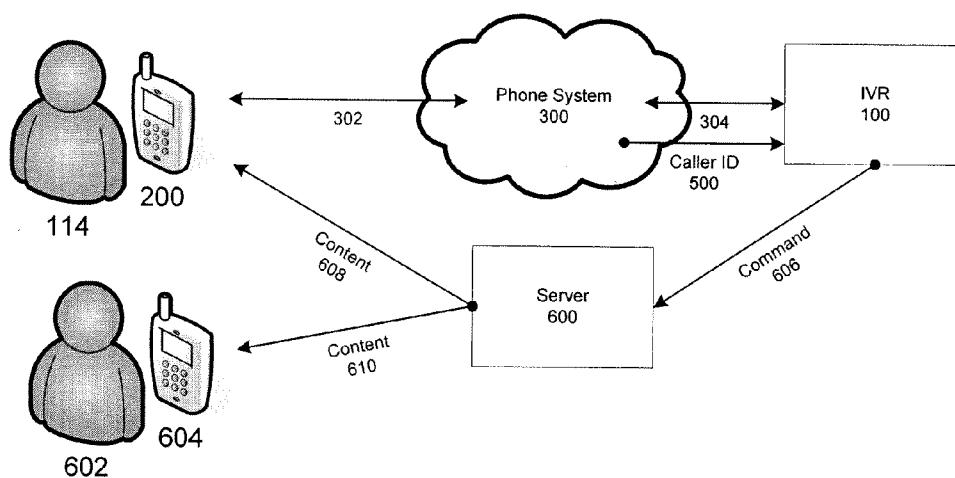 Phone System
300
IVR
100
302
304
Caller ID
500
200
114
Content
608
Command
606
Server
600
Content
610
604
602